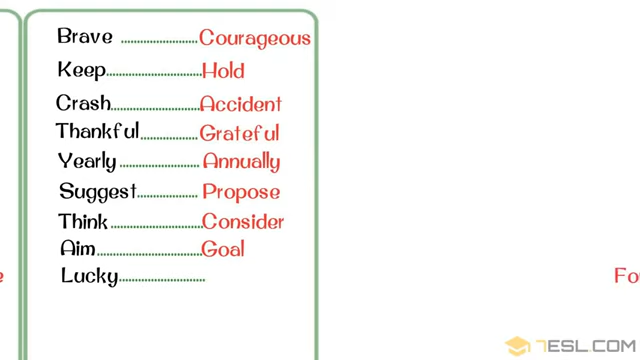 Brave ........................ Courageous
Keep ............................ Hold
Crash ........................... Accident
Thankful ................. Grateful
Yearly ....................... Annually
Suggest .................. Propose
Think ........................... Consider
Aim ............................... Goal
Lucky ..........................
7ESL.COM